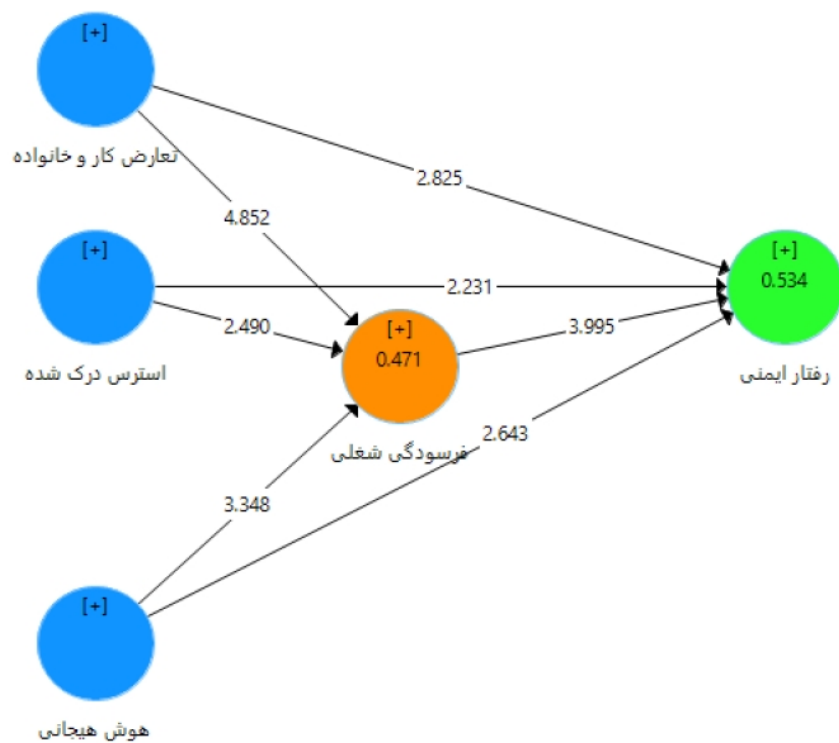 [+]
تعارض کار و خانواده
2.825
4.852
[+]
استرس درک شده
2.231
2.490
[+]
0.471
فرسودگی شغلی
3.995
[+]
0.534
رفتار ایمنی
2.643
3.348
[+]
هوش هیجانی